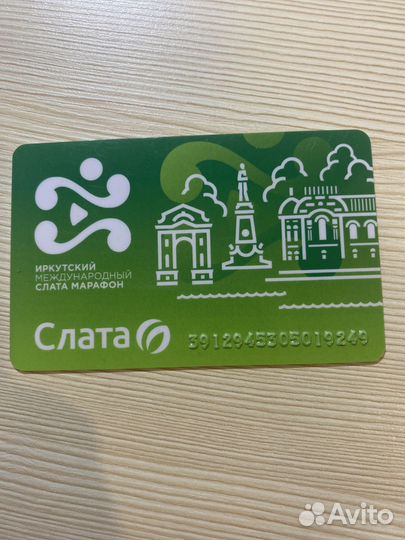 ИРКУТСКИЙ
МЕЖДУНАРОДНЫЙ
СЛАТА МАРАФОН
Слата
3912945305019249
Avito